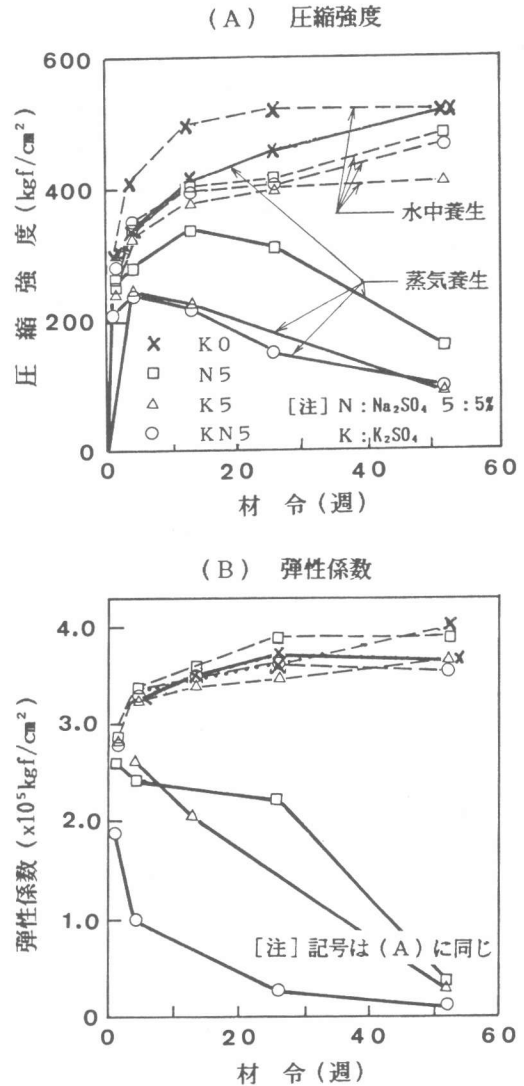 (A) 圧縮強度
圧縮強度 (kgf/cm²)
600
400
200
0
水中養生
蒸気養生
× K0
□ N5
△ K5
○ KN5
[注] N:Na₂SO₄ 5:5%
K:K₂SO₄
0 20 40 60
材令(週)
(B) 弾性係数
弾性係数(x10⁵kgf/cm²)
4.0
3.0
2.0
1.0
0
[注]記号は(A)に同じ
0 20 40 60
材令(週)